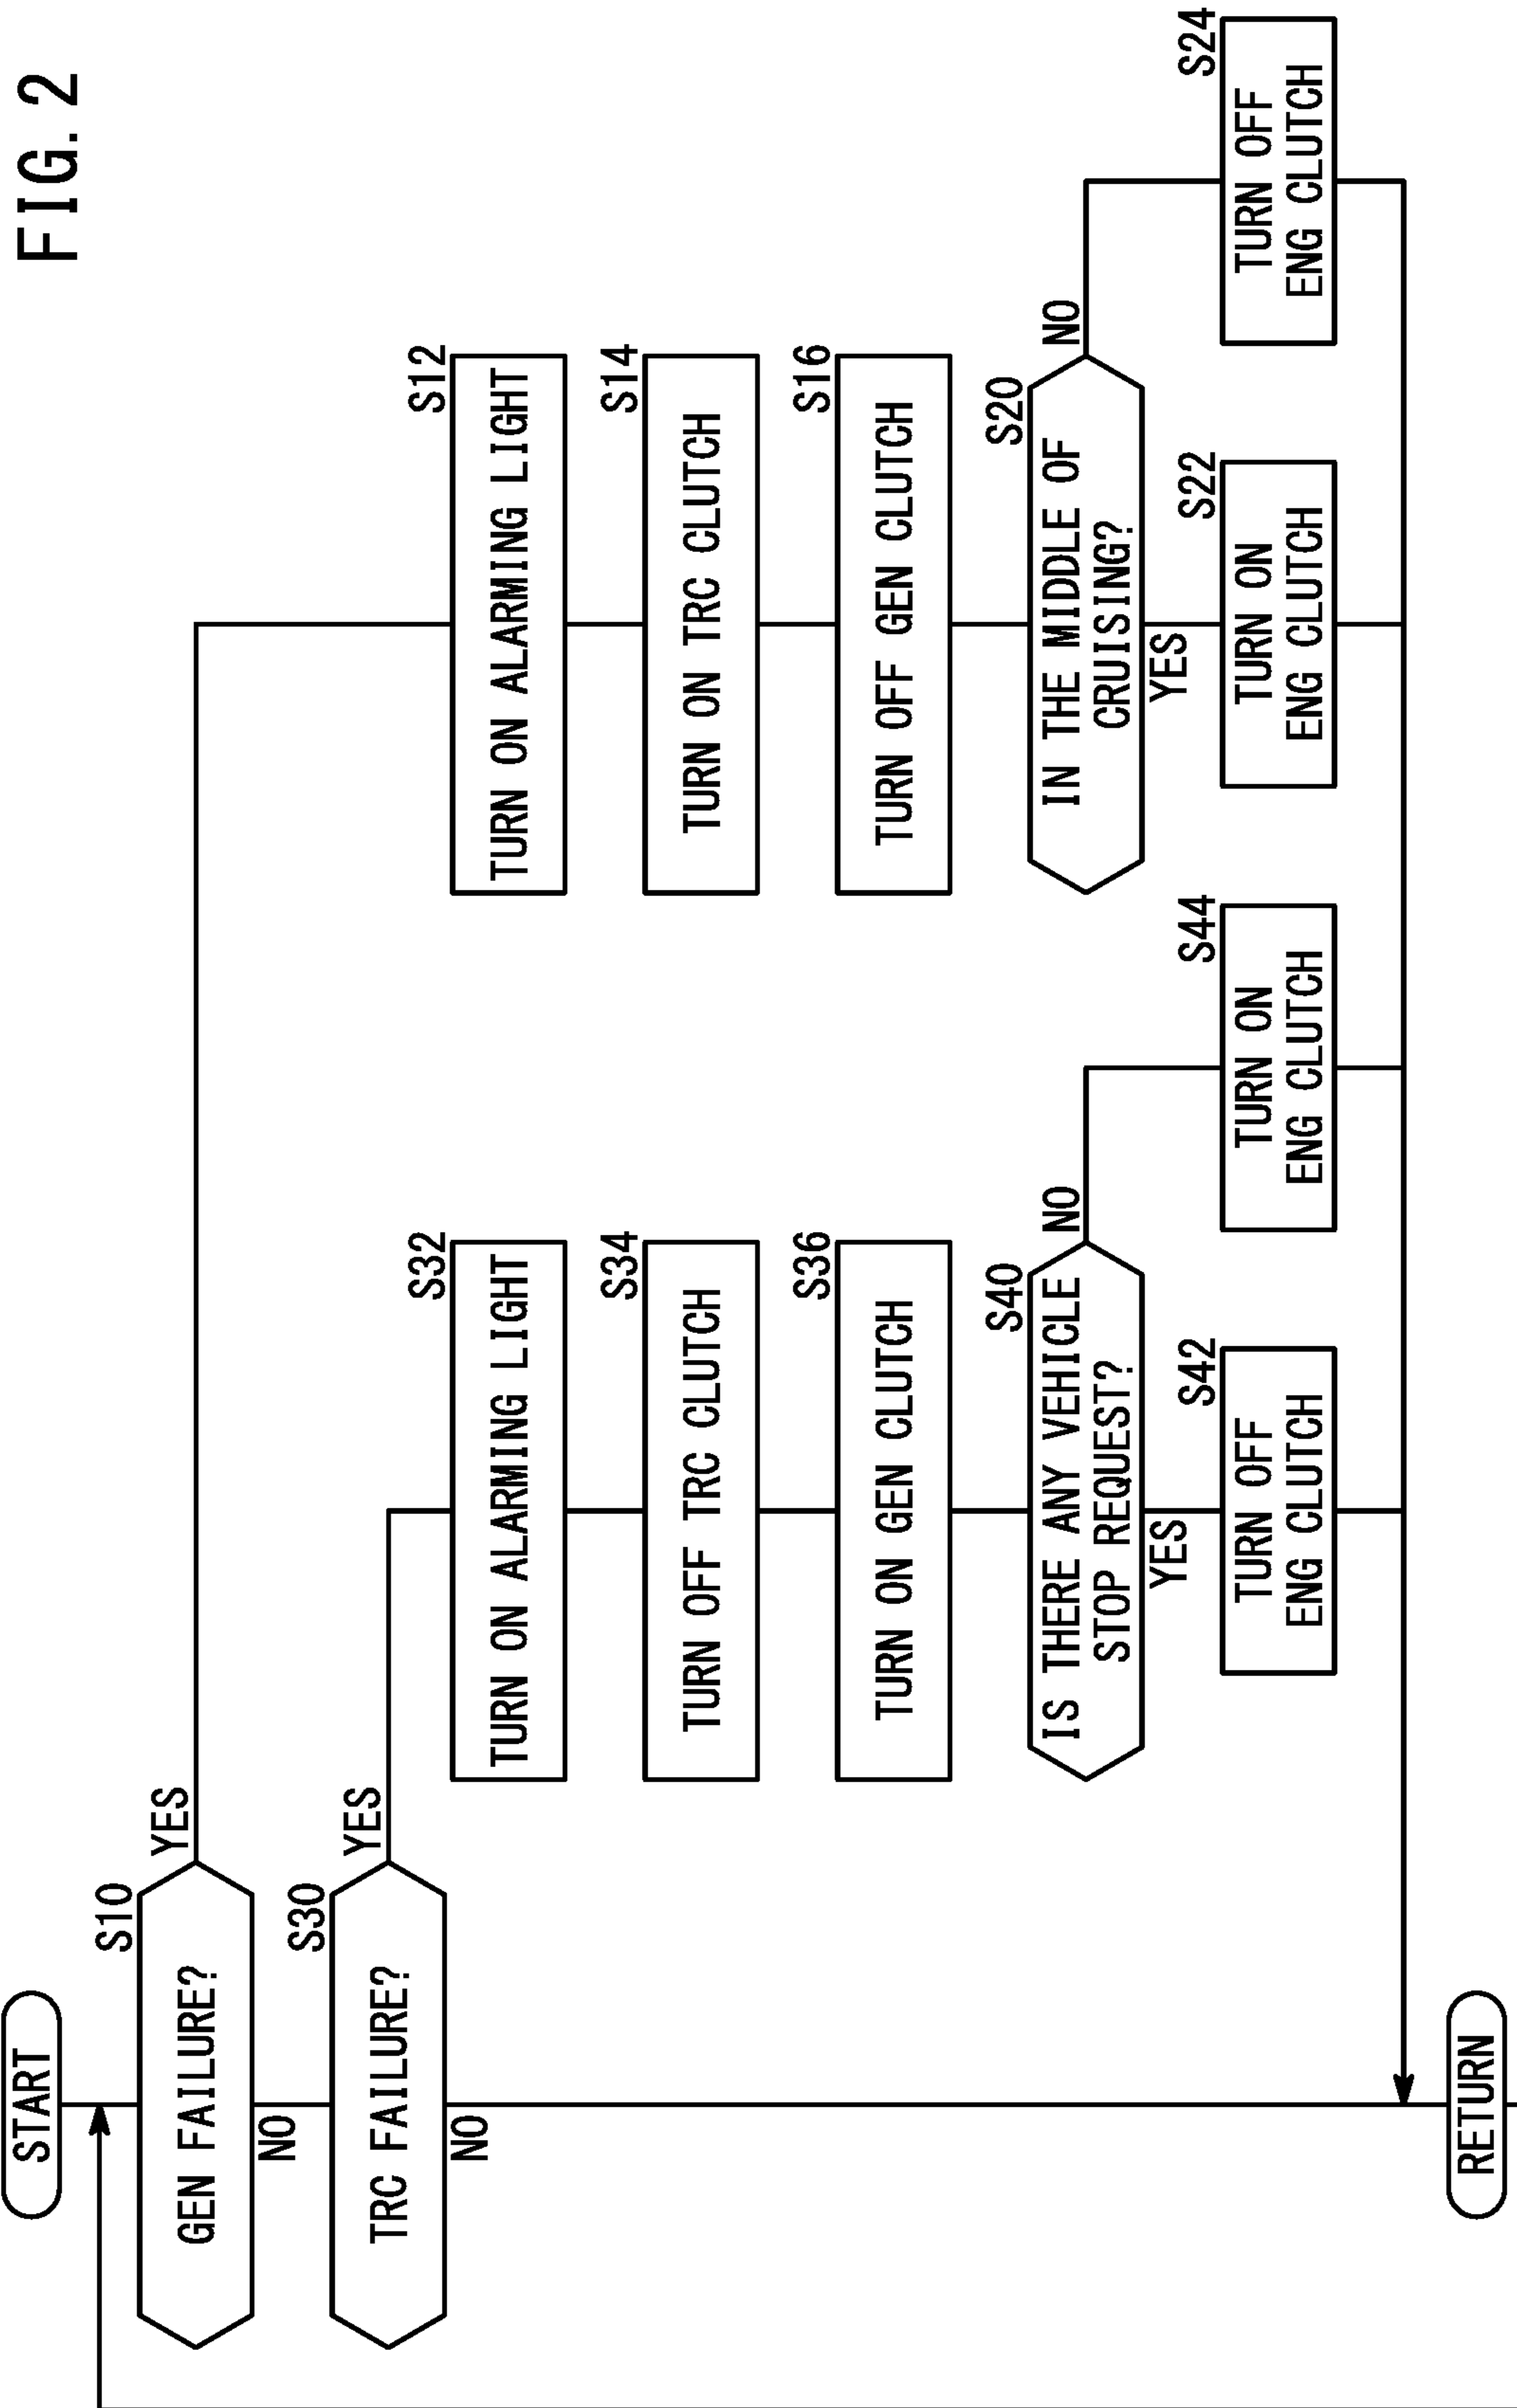 FIG. 2
START
S10
GEN FAILURE?
YES
NO
S30
TRC FAILURE?
YES
NO
S32
TURN ON ALARMING LIGHT
S34
TURN OFF TRC CLUTCH
S36
TURN ON GEN CLUTCH
S40
IS THERE ANY VEHICLE
STOP REQUEST?
NO
YES
S42
TURN OFF
ENG CLUTCH
S44
TURN ON
ENG CLUTCH
S12
TURN ON ALARMING LIGHT
S14
TURN ON TRC CLUTCH
S16
TURN OFF GEN CLUTCH
S20
IN THE MIDDLE OF
CRUISING?
NO
YES
S22
TURN ON
ENG CLUTCH
S24
TURN OFF
ENG CLUTCH
RETURN